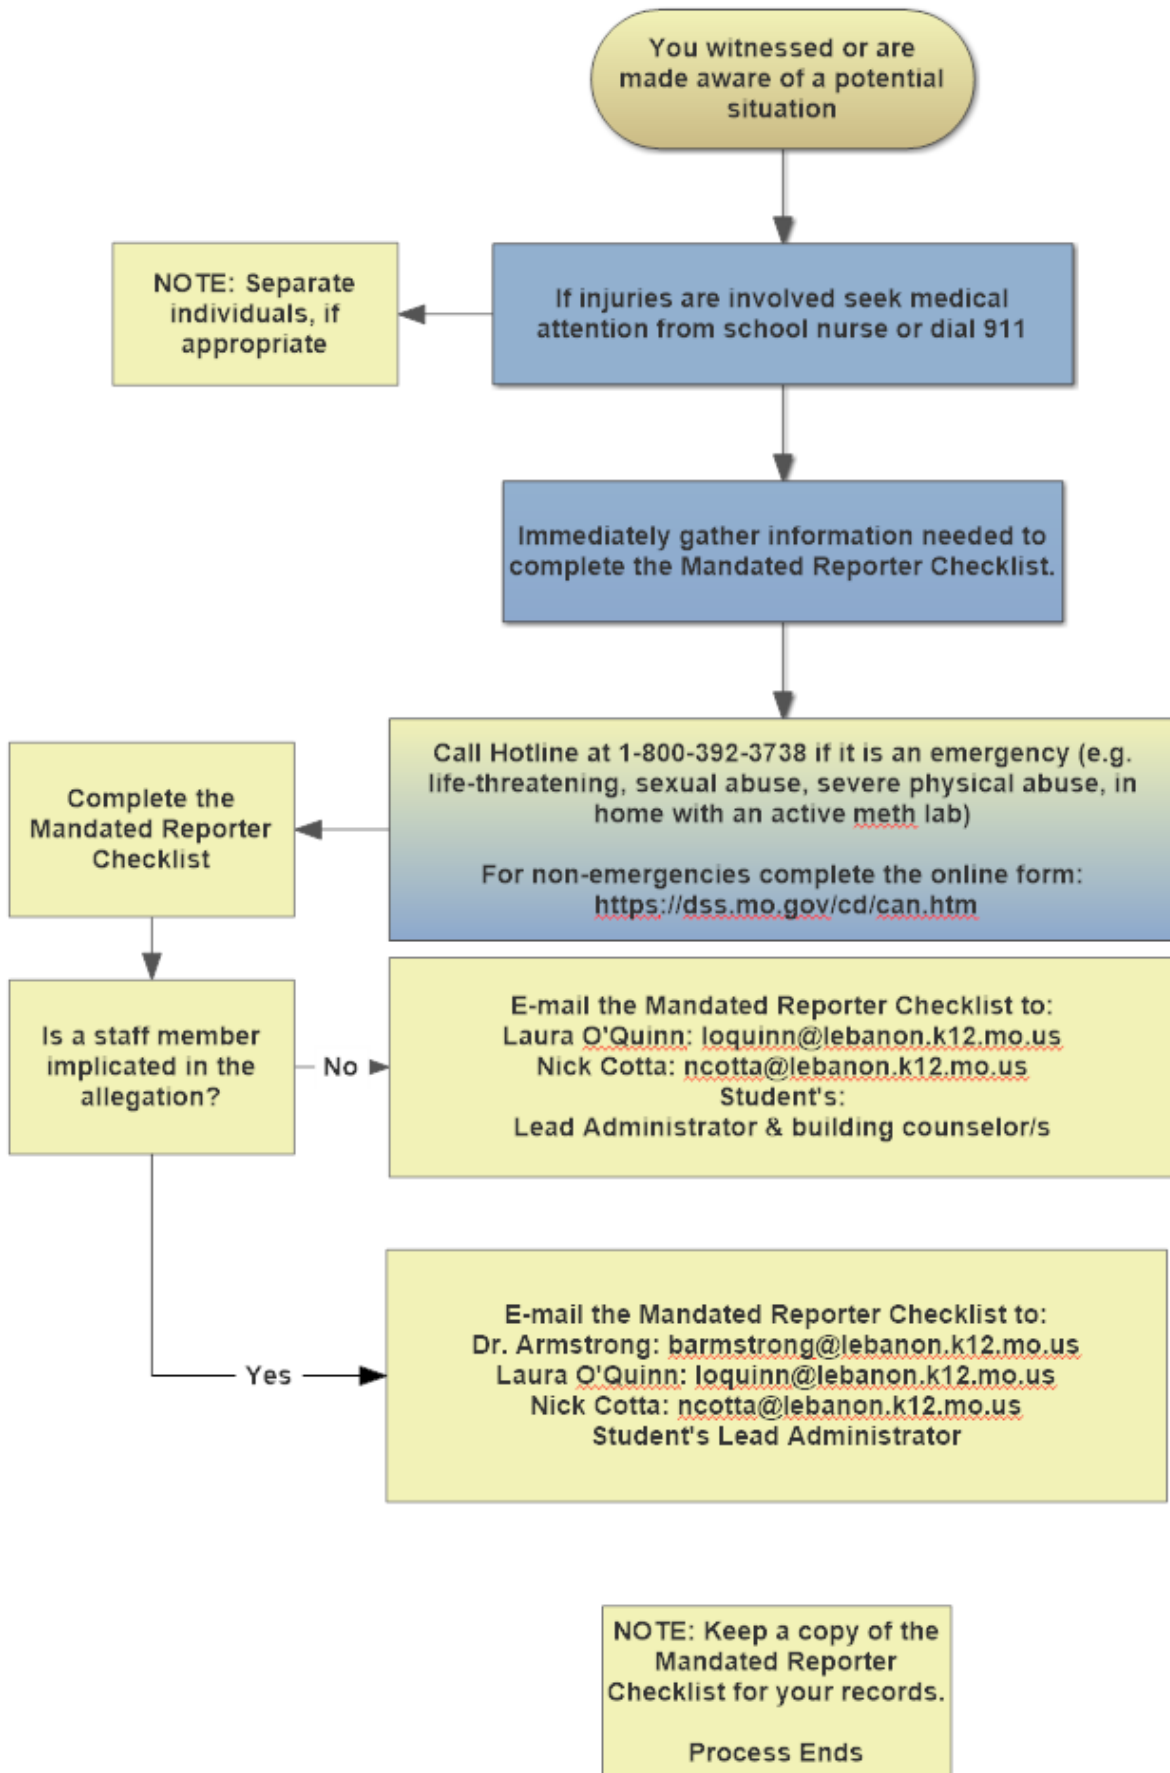 You witnessed or are
made aware of a potential
situation
NOTE: Separate
individuals, if
appropriate
If injuries are involved seek medical
attention from school nurse or dial 911
Immediately gather information needed to
complete the Mandated Reporter Checklist.
Call Hotline at 1-800-392-3738 if it is an emergency (e.g.
life-threatening, sexual abuse, severe physical abuse, in
home with an active meth lab)
For non-emergencies complete the online form:
https://dss.mo.gov/cd/can.htm
Complete the
Mandated Reporter
Checklist
Is a staff member
implicated in the
allegation?
No
E-mail the Mandated Reporter Checklist to:
Laura O'Quinn: loquinn@lebanon.k12.mo.us
Nick Cotta: ncotta@lebanon.k12.mo.us
Student's:
Lead Administrator & building counselor/s
Yes
E-mail the Mandated Reporter Checklist to:
Dr. Armstrong: barmstrong@lebanon.k12.mo.us
Laura O'Quinn: loquinn@lebanon.k12.mo.us
Nick Cotta: ncotta@lebanon.k12.mo.us
Student's Lead Administrator
NOTE: Keep a copy of the
Mandated Reporter
Checklist for your records.
Process Ends